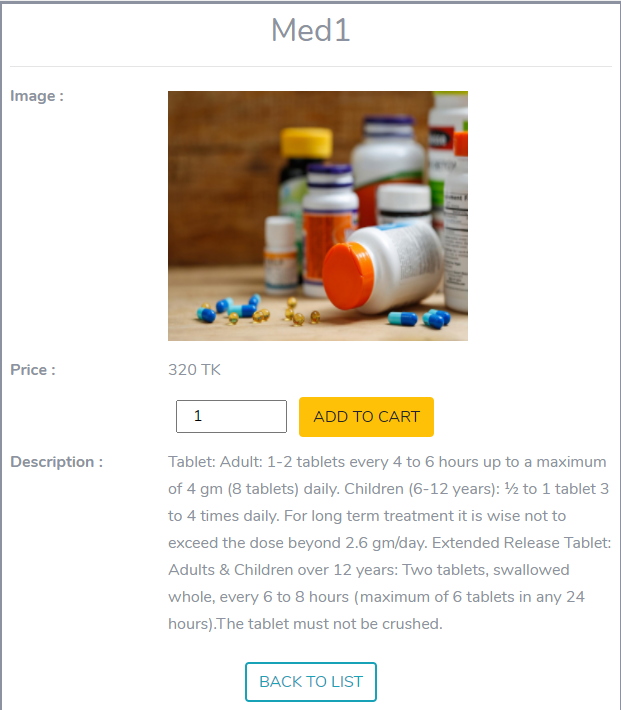 Med1
Image :
Price :
320 TK
1
ADD TO CART
Description :
Tablet: Adult: 1-2 tablets every 4 to 6 hours up to a maximum
of 4 gm (8 tablets) daily. Children (6-12 years): ½ to 1 tablet 3
to 4 times daily. For long term treatment it is wise not to
exceed the dose beyond 2.6 gm/day. Extended Release Tablet:
Adults & Children over 12 years: Two tablets, swallowed
whole, every 6 to 8 hours (maximum of 6 tablets in any 24
hours).The tablet must not be crushed.
BACK TO LIST